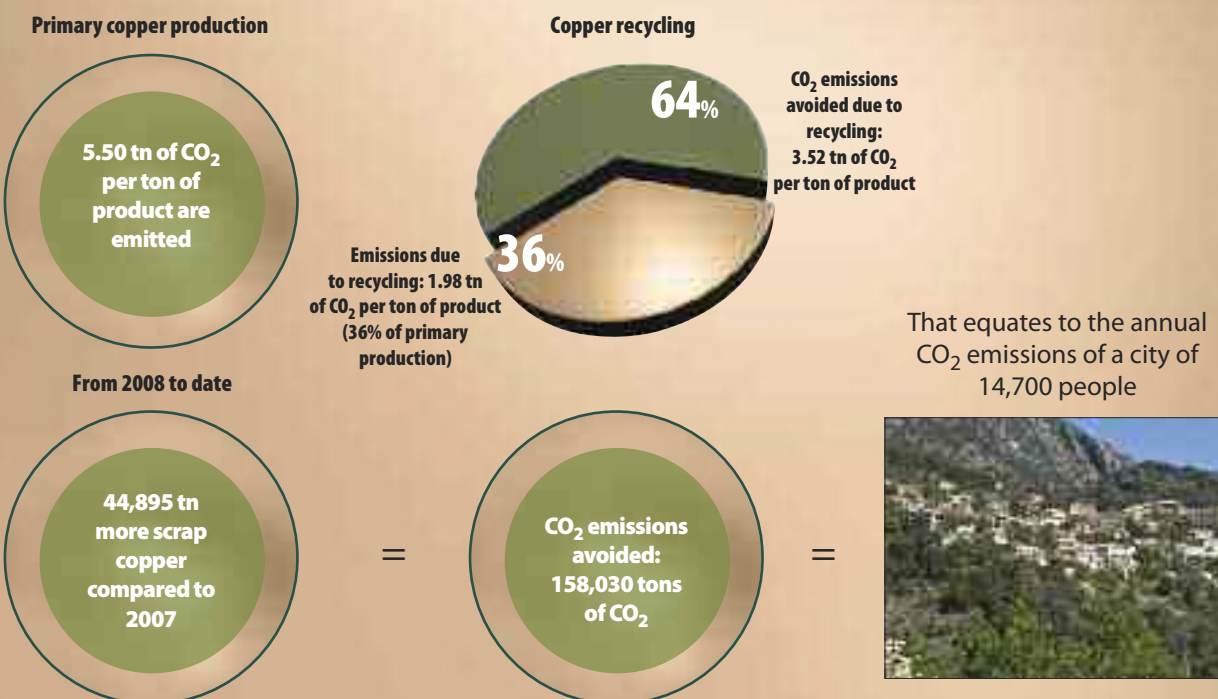 Primary copper production
5.50 tn of CO₂
per ton of
product are
emitted
Copper recycling
64%
CO₂ emissions
avoided due to
recycling:
3.52 tn of CO₂
per ton of product
36%
Emissions due
to recycling: 1.98 tn
of CO₂ per ton of product
(36% of primary
production)
From 2008 to date
44,895 tn
more scrap
copper
compared to
2007
=
CO₂ emissions
avoided:
158,030 tons
of CO₂
=
That equates to the annual
CO₂ emissions of a city of
14,700 people